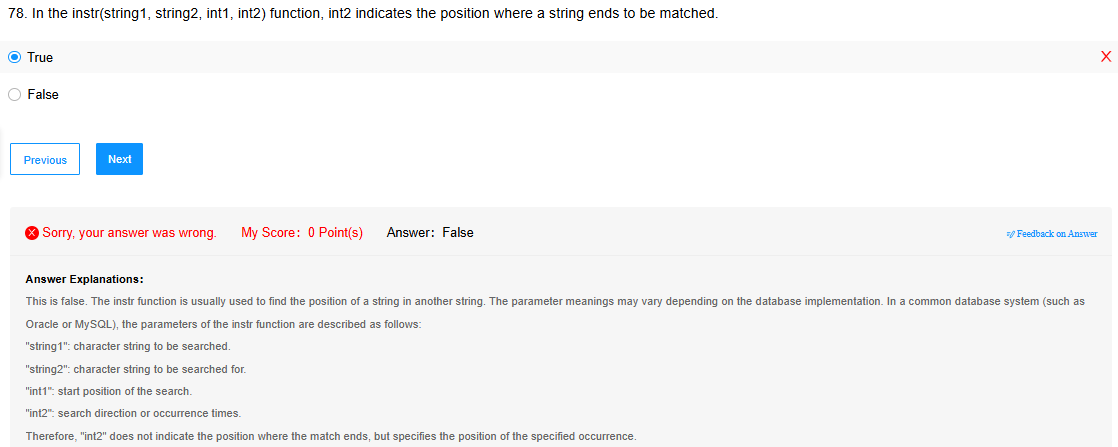 78. In the instr(string1, string2, int1, int2) function, int2 indicates the position where a string ends to be matched.
True
X
False
Previous
Next
Sorry, your answer was wrong. My Score: 0 Point(s) Answer: False
Feedback on Answer
Answer Explanations:
This is false. The instr function is usually used to find the position of a string in another string. The parameter meanings may vary depending on the database implementation. In a common database system (such as
Oracle or MySQL), the parameters of the instr function are described as follows:
"string1": character string to be searched.
"string2": character string to be searched for.
"int1": start position of the search.
"int2": search direction or occurrence times.
Therefore, "int2" does not indicate the position where the match ends, but specifies the position of the specified occurrence.